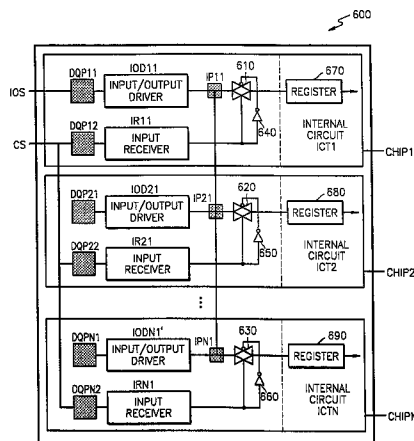 600
DQP11
IOD11
IP11
610
670
IOS
INPUT/OUTPUT
DRIVER
REGISTER
CS
DQP12
IR11
640
INPUT
RECEIVER
INTERNAL
CIRCUIT
ICT1
CHIP1
DQP21
IOD21
IP21
620
680
INPUT/OUTPUT
DRIVER
REGISTER
DQP22
IR21
650
INPUT
RECEIVER
INTERNAL
CIRCUIT
ICT2
CHIP2
DQPN1
IODN1'
IPN1
630
690
INPUT/OUTPUT
DRIVER
REGISTER
DQPN2
IRN1
660
INPUT
RECEIVER
INTERNAL
CIRCUIT
ICTN
CHIPN